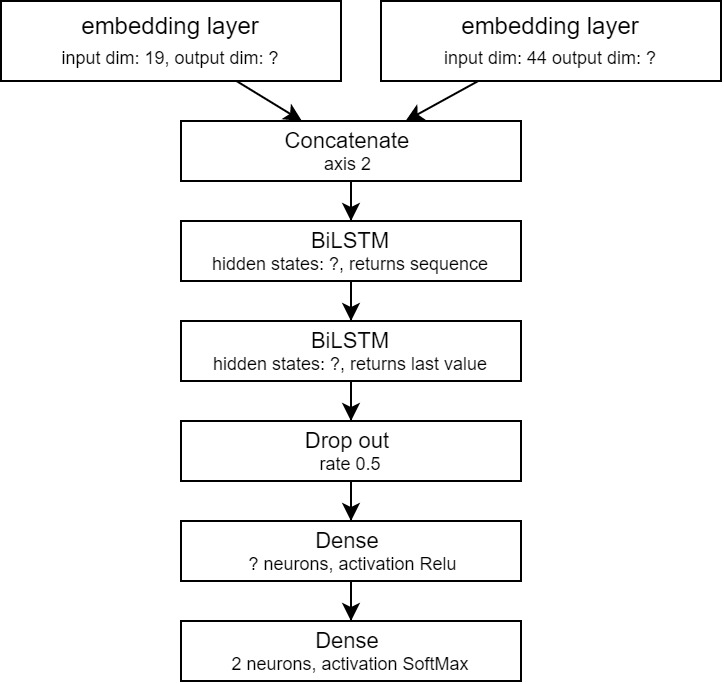 embedding layer
input dim: 19, output dim: ?
embedding layer
input dim: 44 output dim: ?
Concatenate
axis 2
BiLSTM
hidden states: ?, returns sequence
BiLSTM
hidden states: ?, returns last value
Drop out
rate 0.5
Dense
? neurons, activation Relu
Dense
2 neurons, activation SoftMax